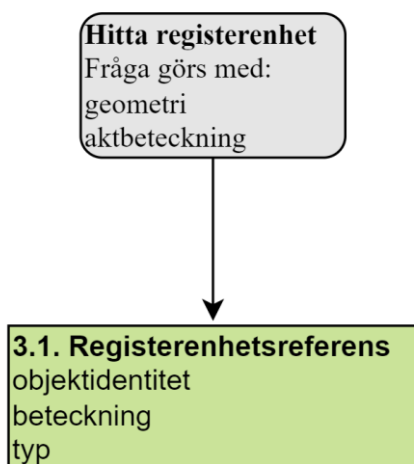 Hitta registerenhet
Fråga görs med:
geometri
aktbeteckning
3.1. Registerenhetsreferens
objektidentitet
beteckning
typ